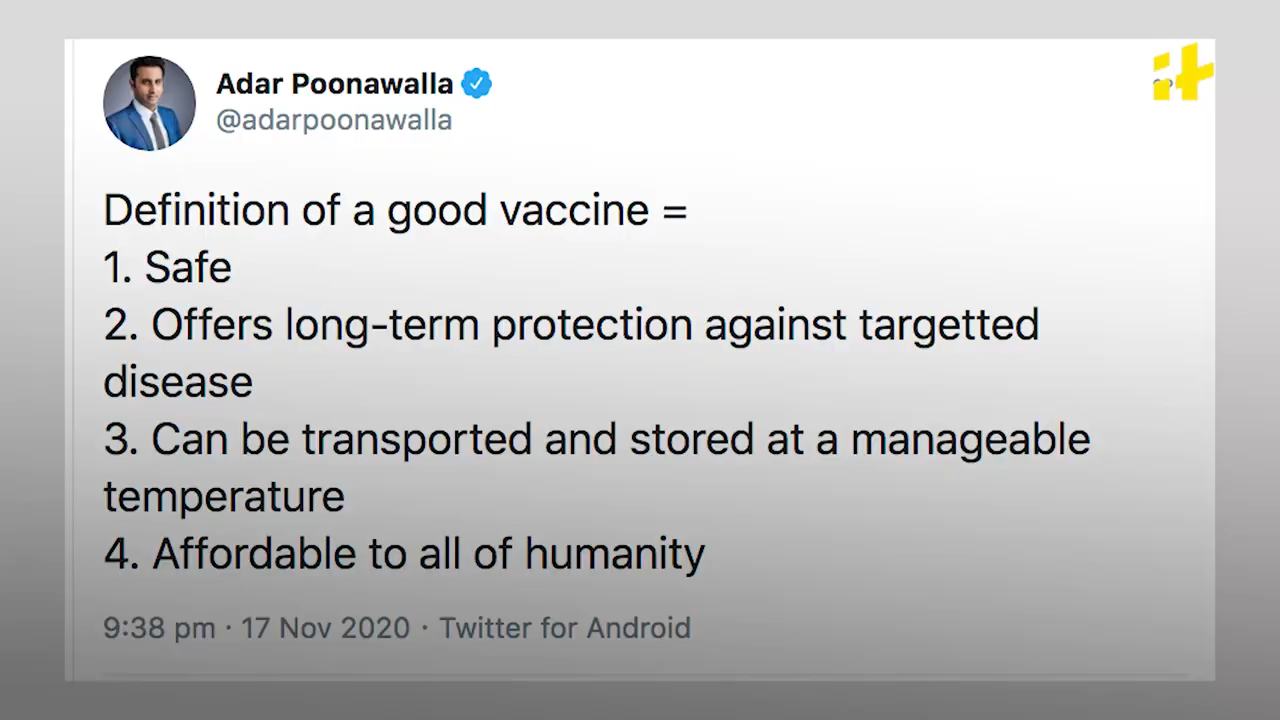 Adar Poonawalla
@adarpoonawalla
Definition of a good vaccine =
1. Safe
2. Offers long-term protection against targetted
disease
3. Can be transported and stored at a manageable
temperature
4. Affordable to all of humanity
9:38 pm · 17 Nov 2020 · Twitter for Android